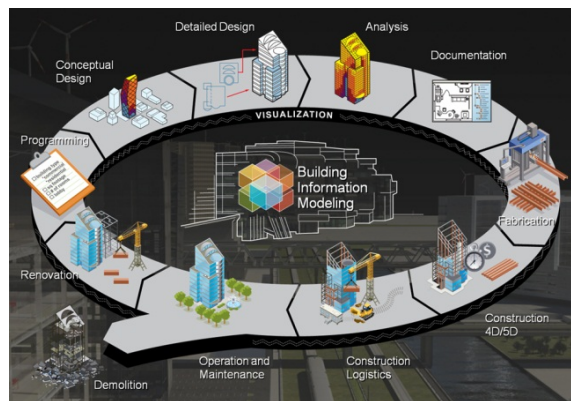 Detailed Design
Analysis
Conceptual
Design
Documentation
VISUALIZATION
Programming
Building
Information
Modeling
Fabrication
Renovation
Construction
4D/5D
Operation and
Maintenance
Construction
Logistics
Demolition